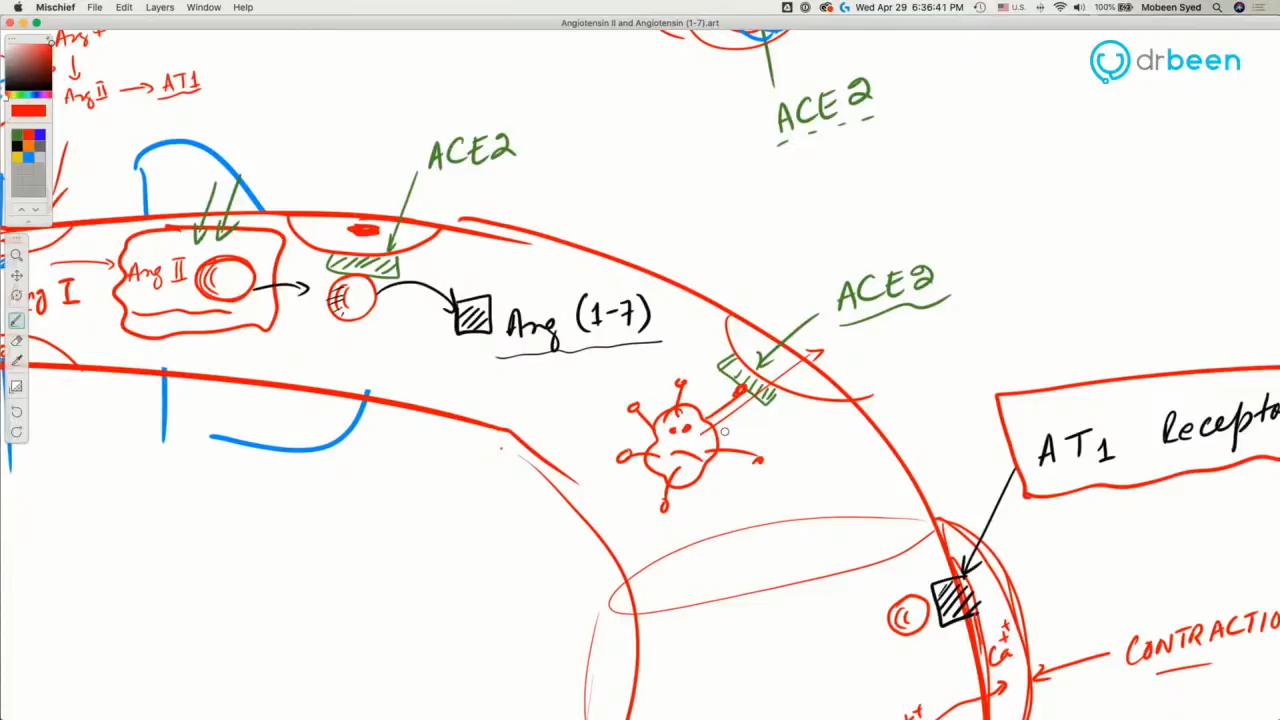 Mischief File Edit Layers Window Help
100% Wed Apr 29 6:36:41 PM U.S. Mobeen Syed
Angiotensin II and Angiotensin (1-7).art
drbeen
Ang II → AT1
ACE2
ACE2
ACE2
Ang II
ng I
Ang (1-7)
AT1 Recepto
Ca++
CONTRACTIO